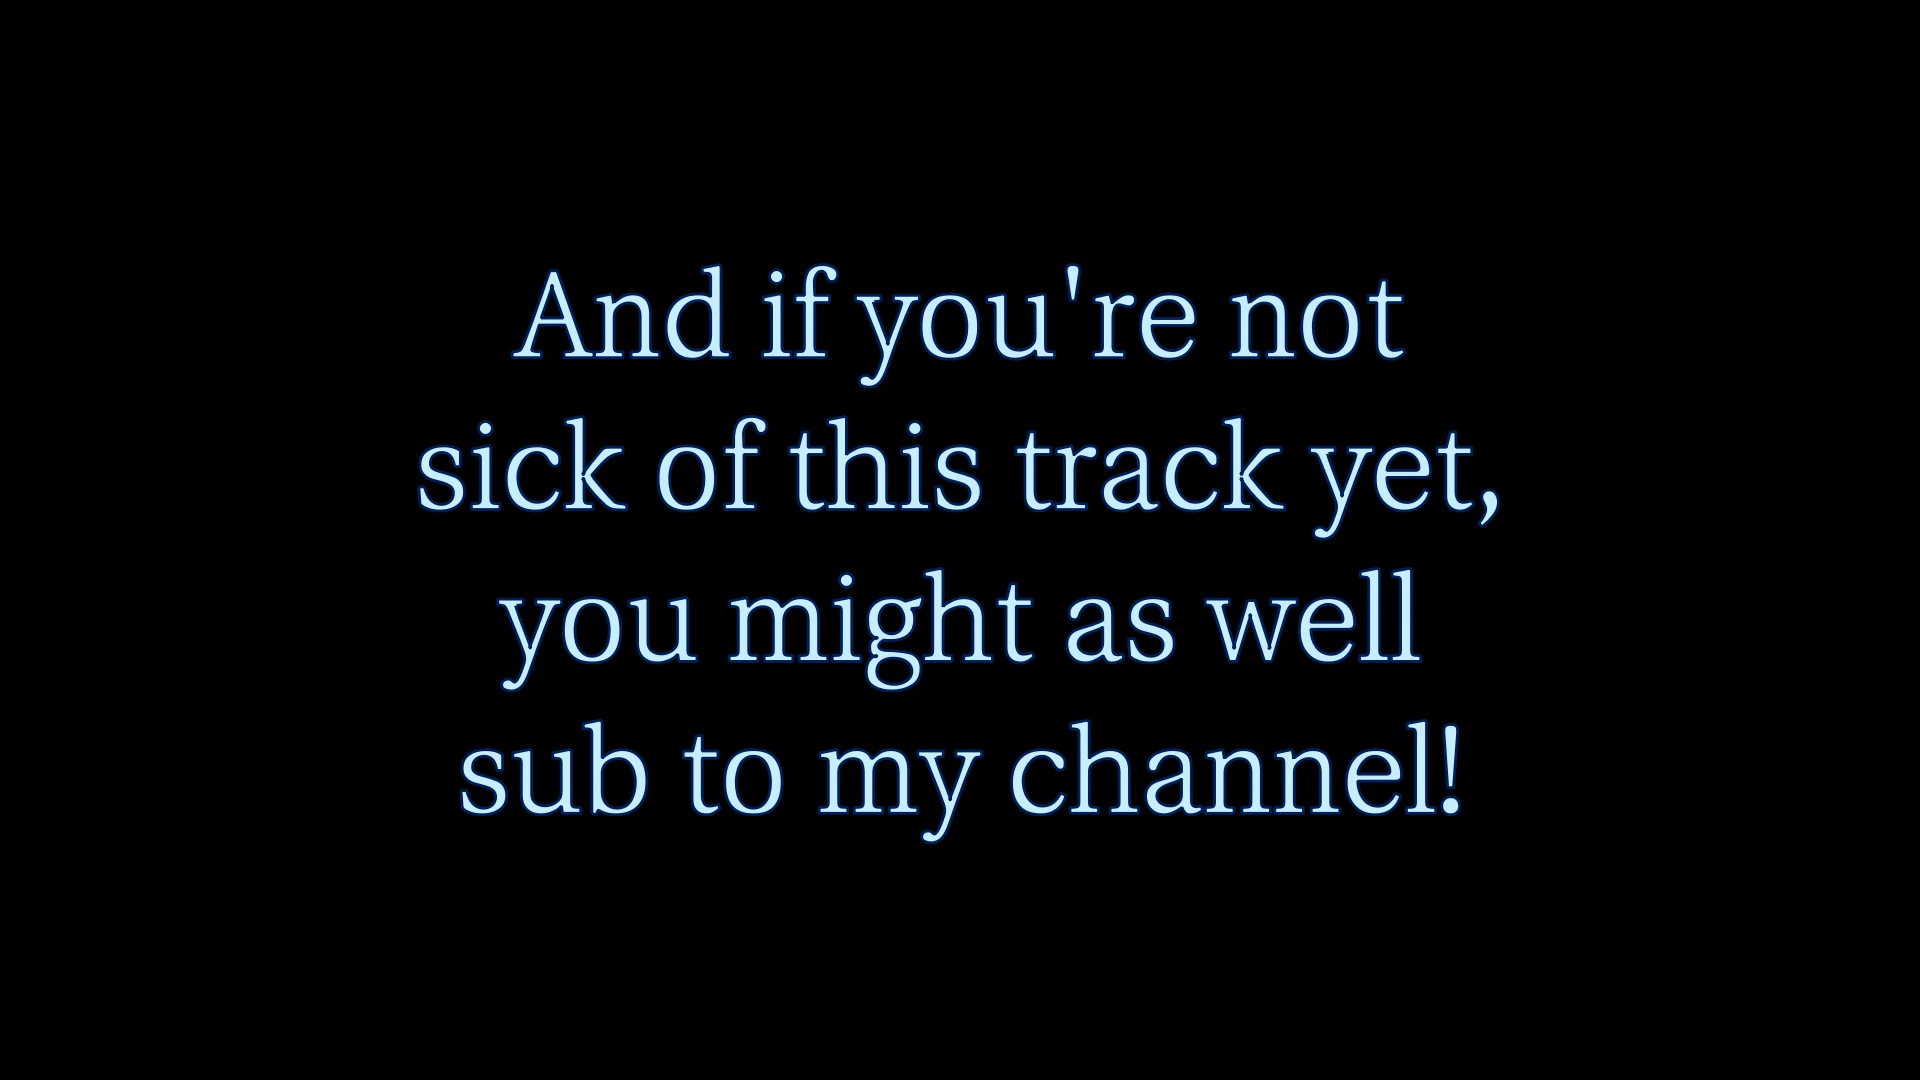 And if you're not
sick of this track yet,
you might as well
sub to my channel!